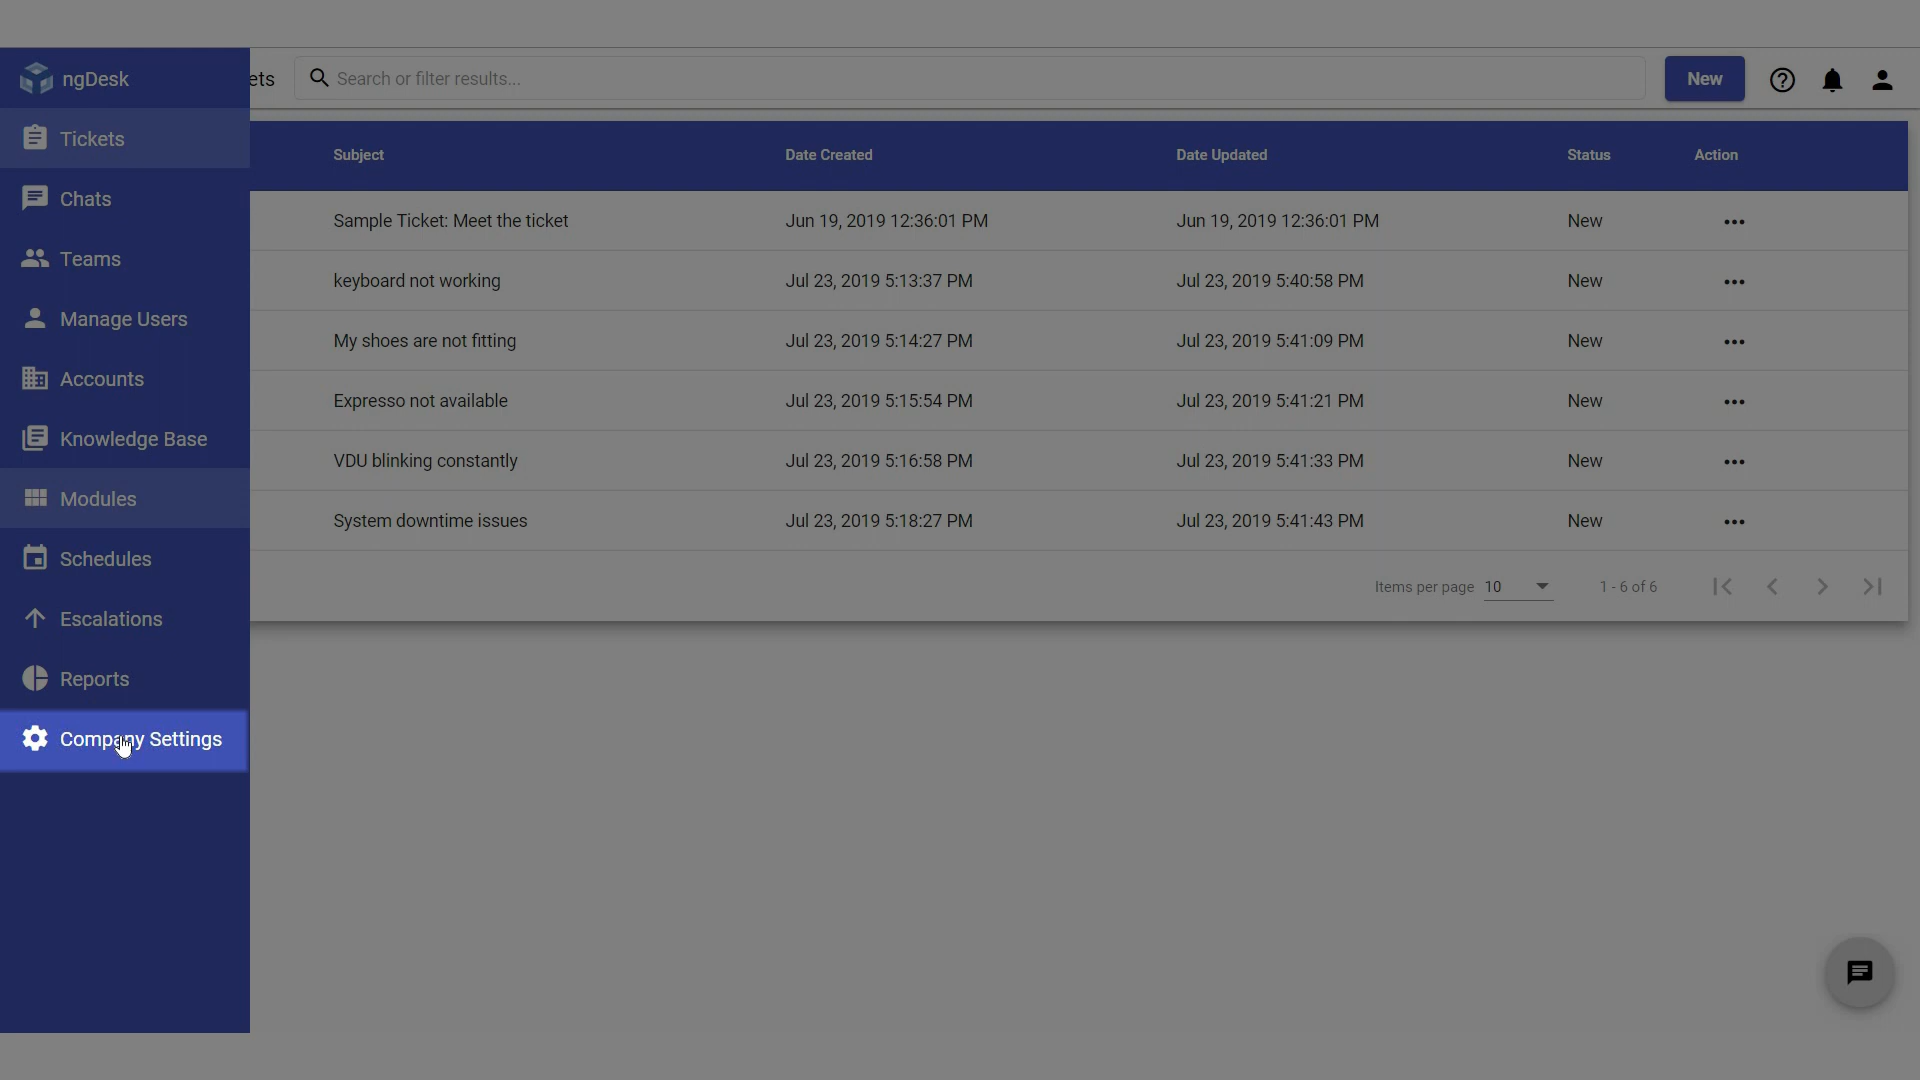 ngDesk
ets
Search or filter results...
New
Tickets
Chats
Teams
Manage Users
Accounts
Knowledge Base
Modules
Schedules
Escalations
Reports
Company Settings
Subject Date Created Date Updated Status Action
Sample Ticket: Meet the ticket Jun 19, 2019 12:36:01 PM Jun 19, 2019 12:36:01 PM New
keyboard not working Jul 23, 2019 5:13:37 PM Jul 23, 2019 5:40:58 PM New
My shoes are not fitting Jul 23, 2019 5:14:27 PM Jul 23, 2019 5:41:09 PM New
Expresso not available Jul 23, 2019 5:15:54 PM Jul 23, 2019 5:41:21 PM New
VDU blinking constantly Jul 23, 2019 5:16:58 PM Jul 23, 2019 5:41:33 PM New
System downtime issues Jul 23, 2019 5:18:27 PM Jul 23, 2019 5:41:43 PM New
Items per page 10 1 - 6 of 6